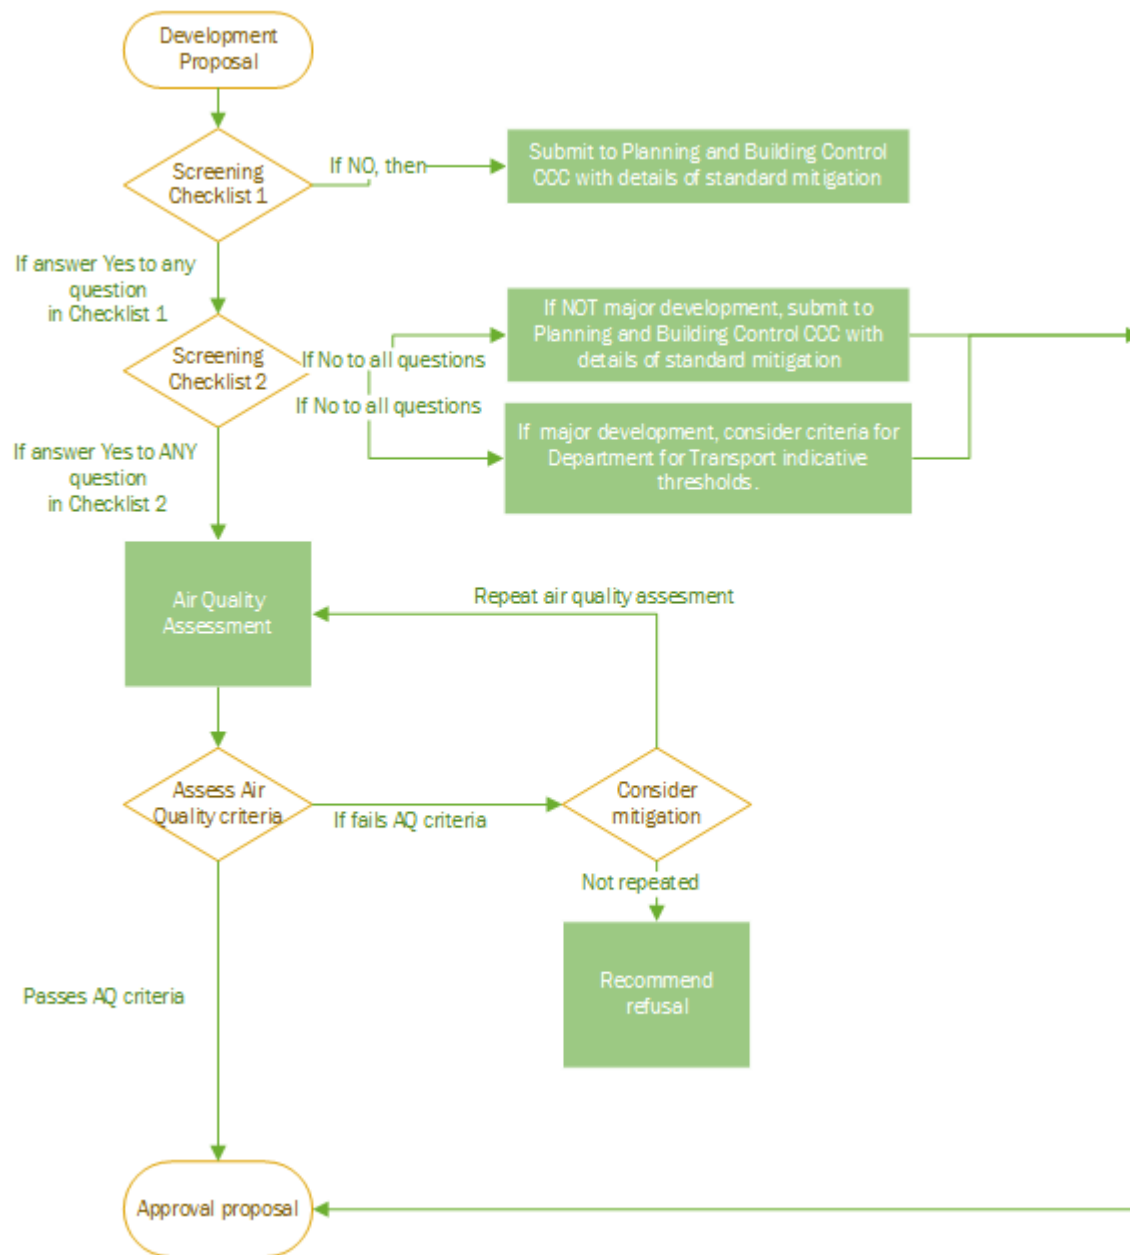 Development
Proposal
Screening
Checklist 1
If NO, then
Submit to Planning and Building Control
CCC with details of standard mitigation
If answer Yes to any
question
in Checklist 1
Screening
Checklist 2
If No to all questions
If No to all questions
If NOT major development, submit to
Planning and Building Control CCC with
details of standard mitigation
If major development, consider criteria for
Department for Transport indicative
thresholds.
If answer Yes to ANY
question
in Checklist 2
Air Quality
Assessment
Repeat air quality assesment
Assess Air
Quality criteria
If fails AQ criteria
Consider
mitigation
Not repeated
Recommend
refusal
Passes AQ criteria
Approval proposal